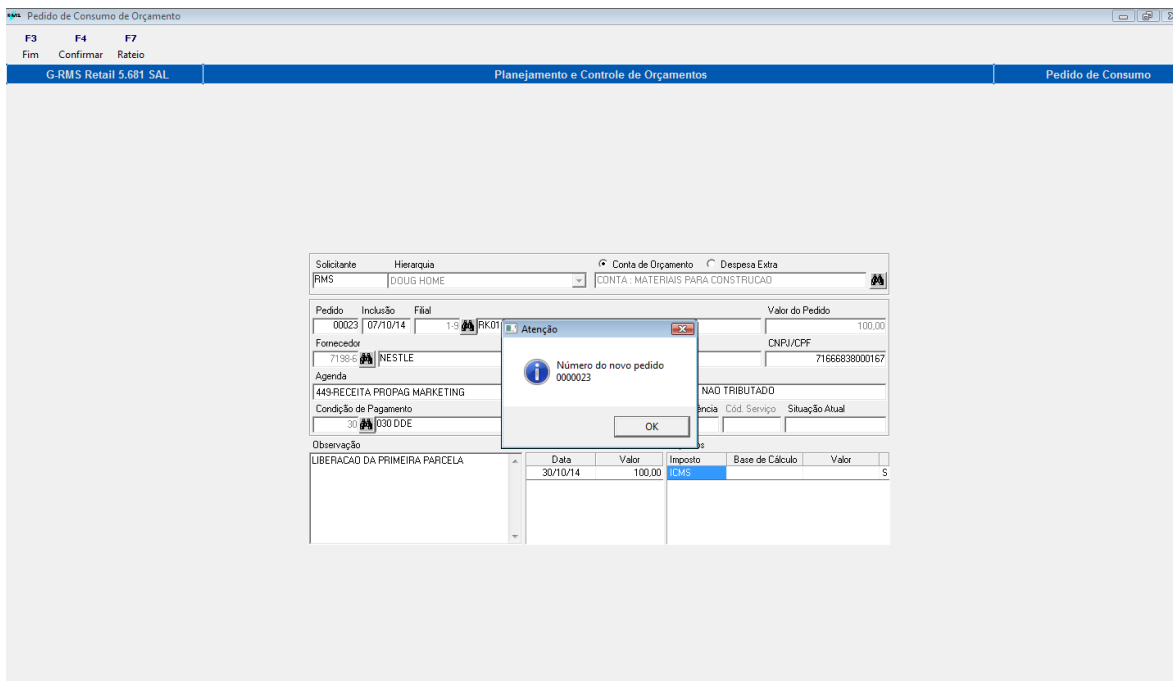 RMS Pedido de Consumo de Orçamento
F3 F4 F7
Fim Confirmar Rateio
G-RMS Retail 5.681 SAL Planejamento e Controle de Orçamentos Pedido de Consumo
Solicitante Hierarquia Conta de Orçamento Despesa Extra
RMS DOUG HOME CONTA : MATERIAIS PARA CONSTRUCAO
Pedido Inclusão Filial Valor do Pedido
00023 07/10/14 1-9 RK01 100,00
Atenção
Fornecedor CNPJ/CPF
7198-6 NESTLE 71666838000167
Número do novo pedido
0000023
Agenda
449-RECEITA PROPAG MARKETING NAO TRIBUTADO
Condição de Pagamento ência Cód. Serviço Situação Atual
30 030 DDE
OK
Observação os
LIBERACAO DA PRIMEIRA PARCELA Data Valor Imposto Base de Cálculo Valor
30/10/14 100,00 ICMS S